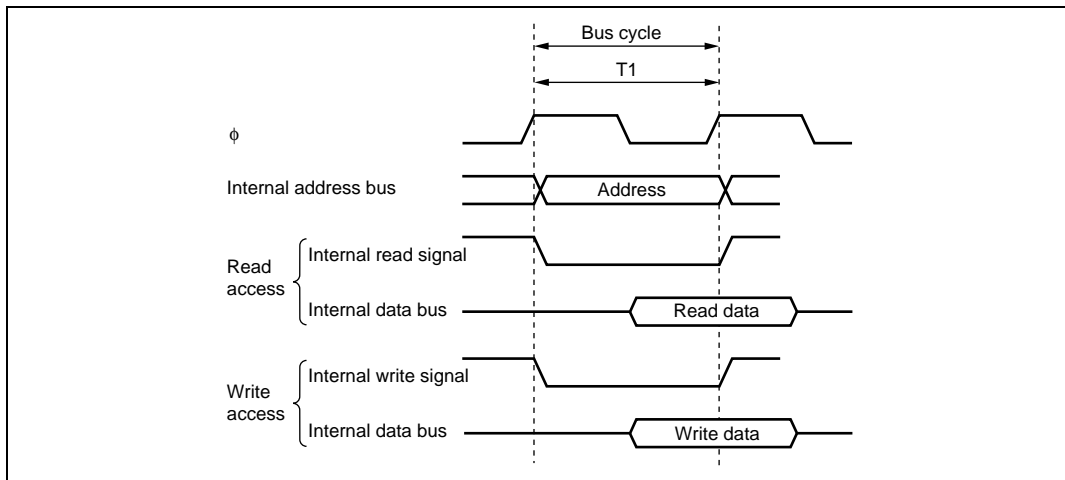 Bus cycle
T1
ϕ
Internal address bus
Address
Read
access
Internal read signal
Internal data bus
Read data
Write
access
Internal write signal
Internal data bus
Write data